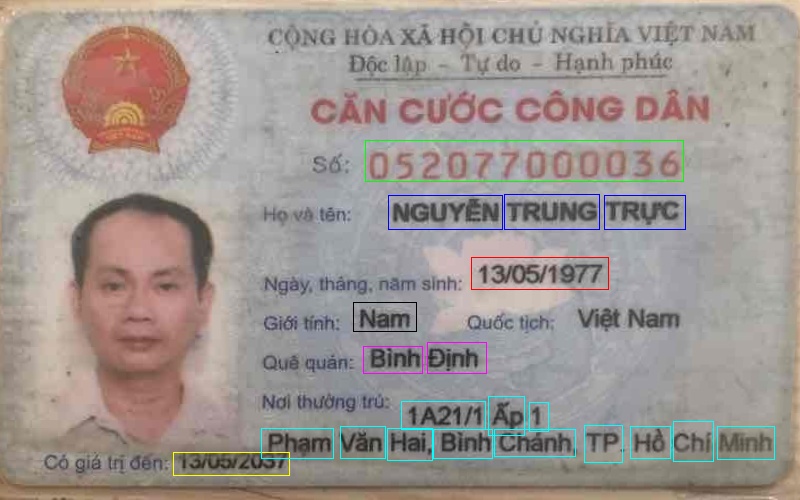 CỘNG HÒA XÃ HỘI CHỦ NGHĨA VIỆT NAM
Độc lập - Tự do - Hạnh phúc
CĂN CƯỚC CÔNG DÂN
Số: 052077000036
Họ và tên: NGUYỄN TRUNG TRỰC
Ngày, tháng, năm sinh: 13/05/1977
Giới tính: Nam Quốc tịch: Việt Nam
Quê quán: Bình Định
Nơi thường trú: 1A21/1 Ấp 1
Phạm Văn Hai, Bình Chánh, TP. Hồ Chí Minh
Có giá trị đến: 13/05/2037